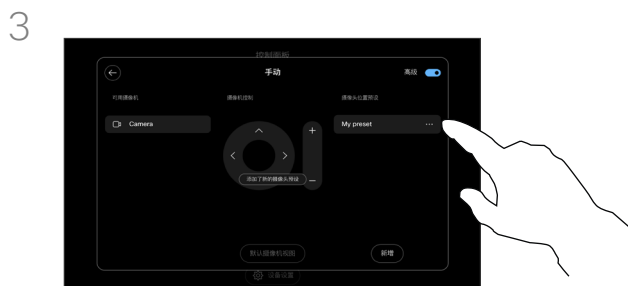 3
控制面板
手动
高级
可用摄像机
摄像机控制
摄像头位置预设
Camera
My preset
添加了新的摄像头预设
默认摄像机视图
新增
设备设置